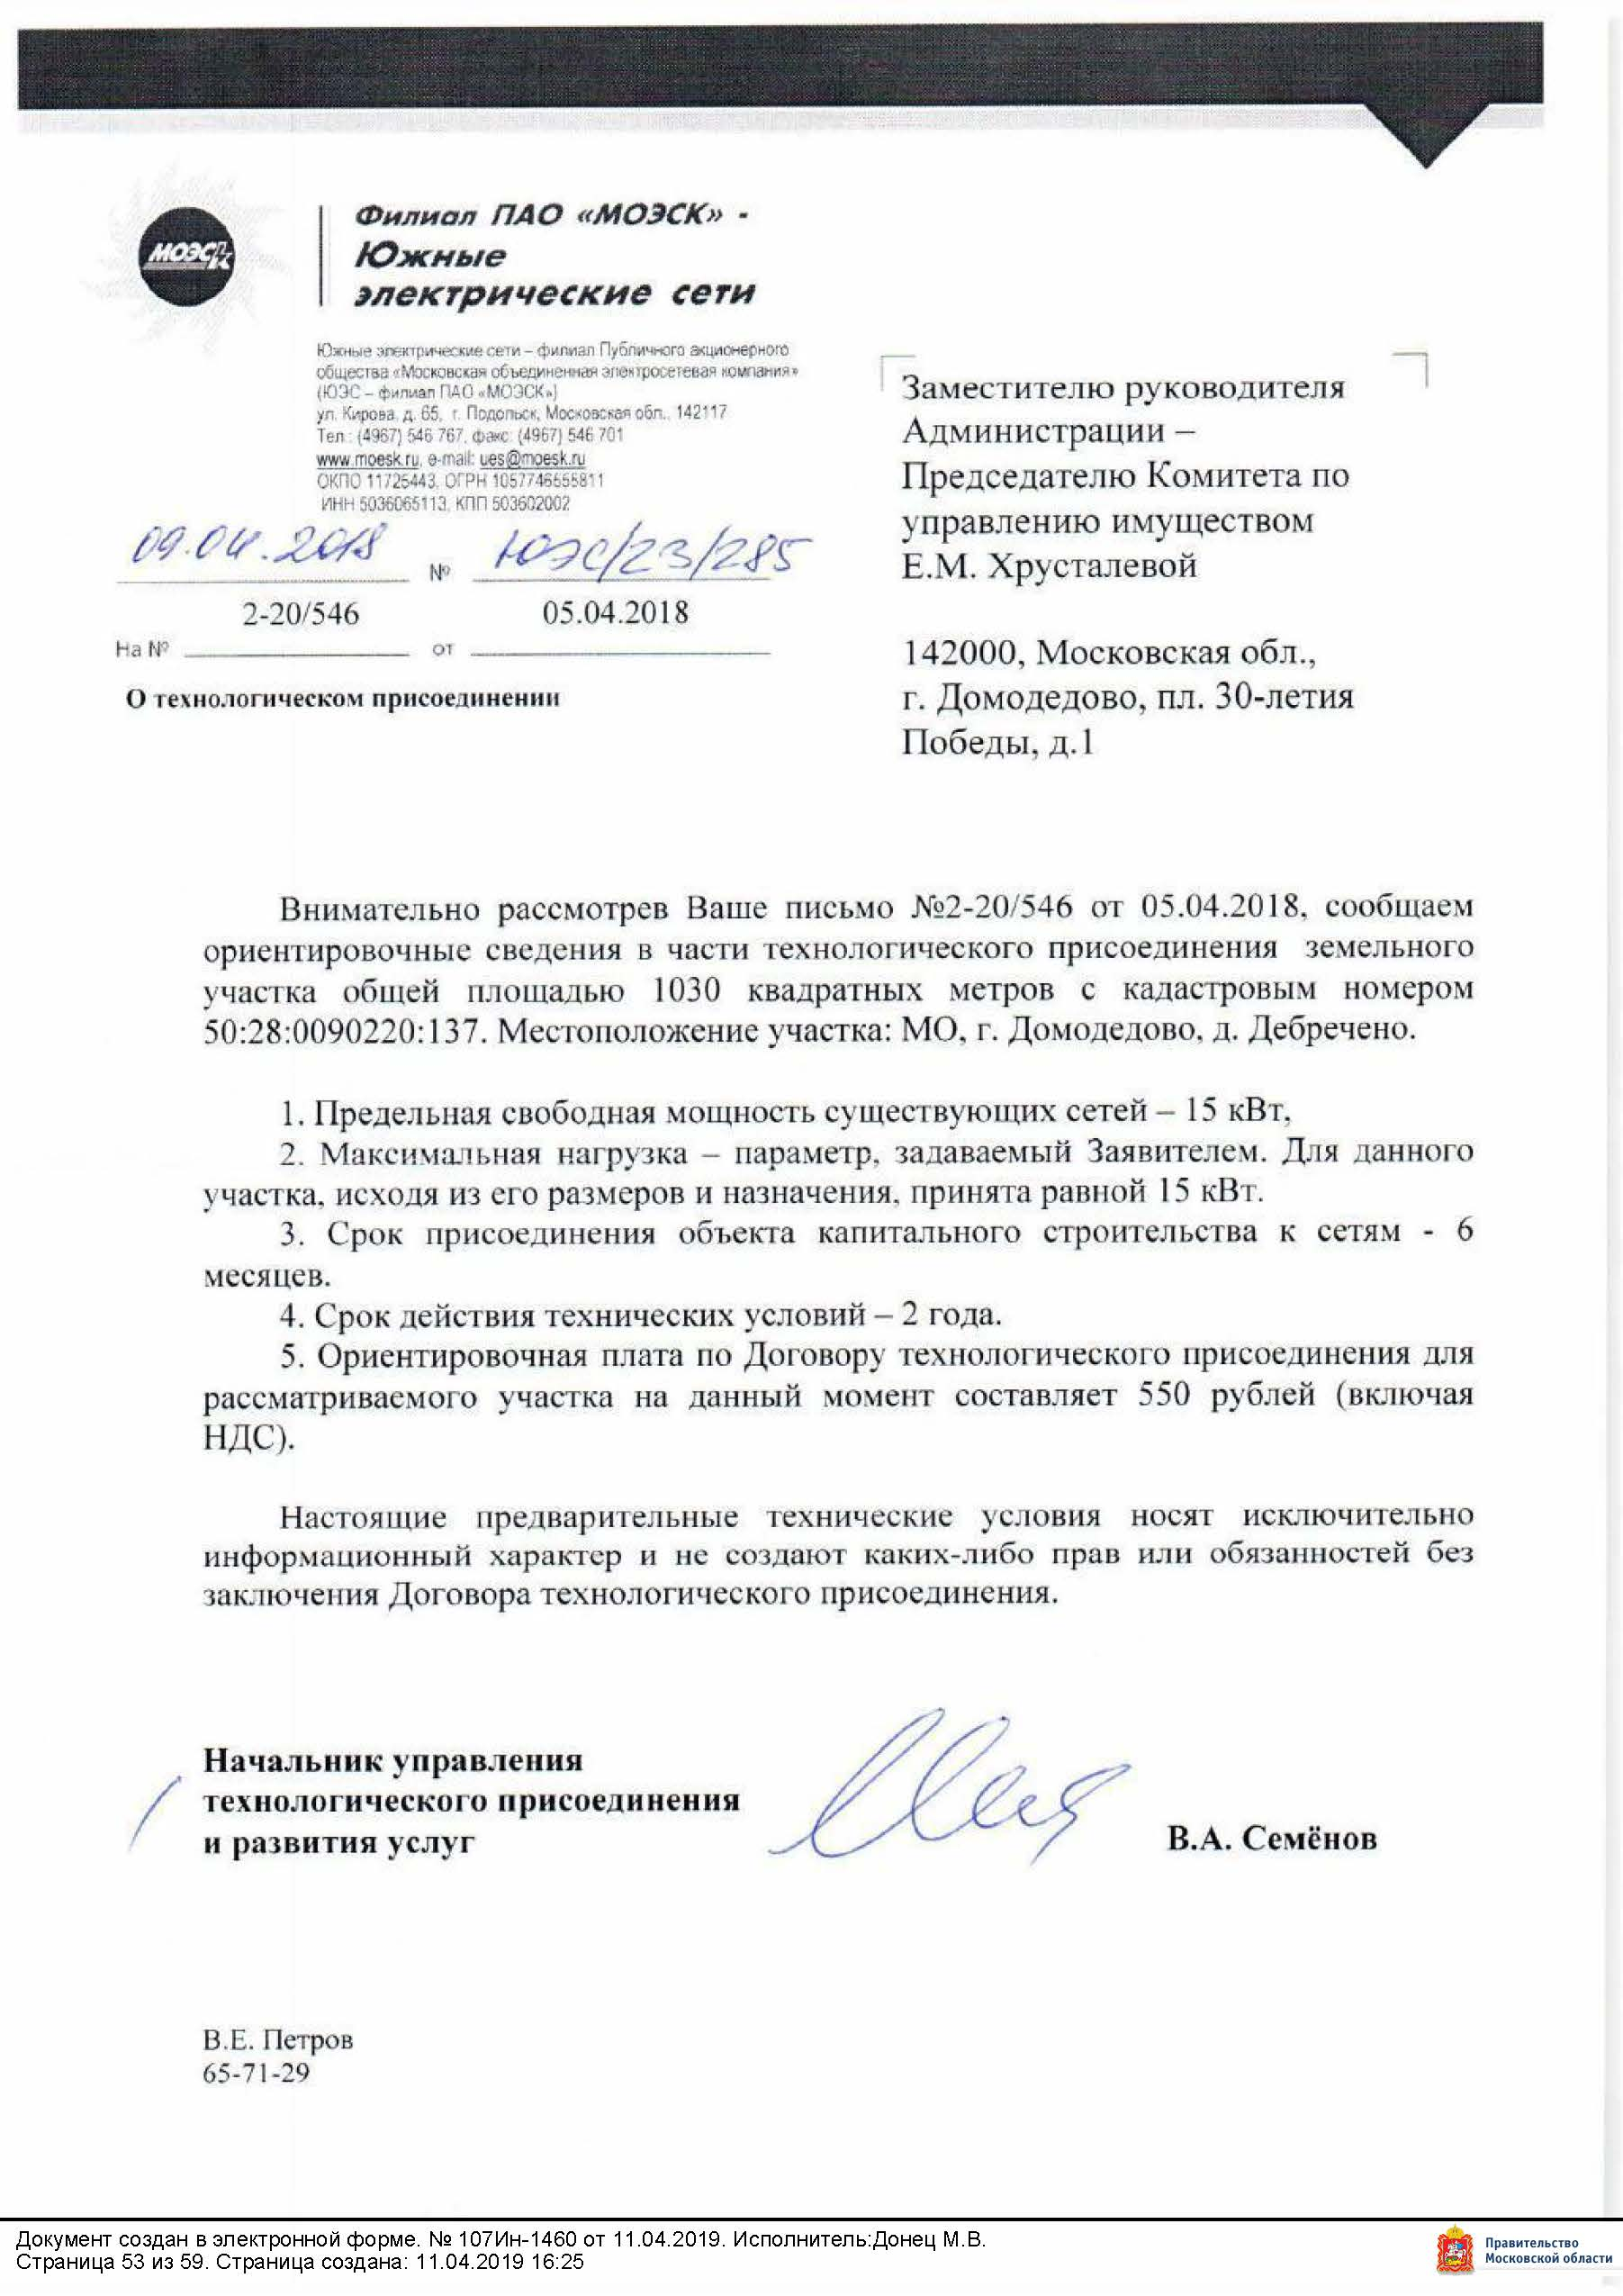 МОЭСК
Филиал ПАО «МОЭСК» -
Южные
электрические сети
Южные электрические сети – филиал Публичного акционерного
общества «Московская объединенная электросетевая компания»
(ЮЭС – филиал ПАО «МОЭСК»)
ул. Кирова, д. 65, г. Подольск, Московская обл., 142117
Тел.: (4967) 546 767, факс: (4967) 546 701
www.moesk.ru, e-mail: ues@moesk.ru
ОКПО 11725443, ОГРН 1057746555811
ИНН 5036065113, КПП 503602002
09.04.2018 № ЮЭС/23/285
2-20/546 05.04.2018
На № от
О технологическом присоединении
Заместителю руководителя
Администрации –
Председателю Комитета по
управлению имуществом
Е.М. Хрусталевой
142000, Московская обл.,
г. Домодедово, пл. 30-летия
Победы, д.1
Внимательно рассмотрев Ваше письмо №2-20/546 от 05.04.2018, сообщаем
ориентировочные сведения в части технологического присоединения земельного
участка общей площадью 1030 квадратных метров с кадастровым номером
50:28:0090220:137. Местоположение участка: МО, г. Домодедово, д. Дебречено.
1. Предельная свободная мощность существующих сетей – 15 кВт,
2. Максимальная нагрузка – параметр, задаваемый Заявителем. Для данного
участка, исходя из его размеров и назначения, принята равной 15 кВт.
3. Срок присоединения объекта капитального строительства к сетям - 6
месяцев.
4. Срок действия технических условий – 2 года.
5. Ориентировочная плата по Договору технологического присоединения для
рассматриваемого участка на данный момент составляет 550 рублей (включая
НДС).
Настоящие предварительные технические условия носят исключительно
информационный характер и не создают каких-либо прав или обязанностей без
заключения Договора технологического присоединения.
Начальник управления
технологического присоединения
и развития услуг
В.А. Семёнов
В.Е. Петров
65-71-29
Документ создан в электронной форме. № 107Ин-1460 от 11.04.2019. Исполнитель:Донец М.В.
Страница 53 из 59. Страница создана: 11.04.2019 16:25
Правительство
Московской области